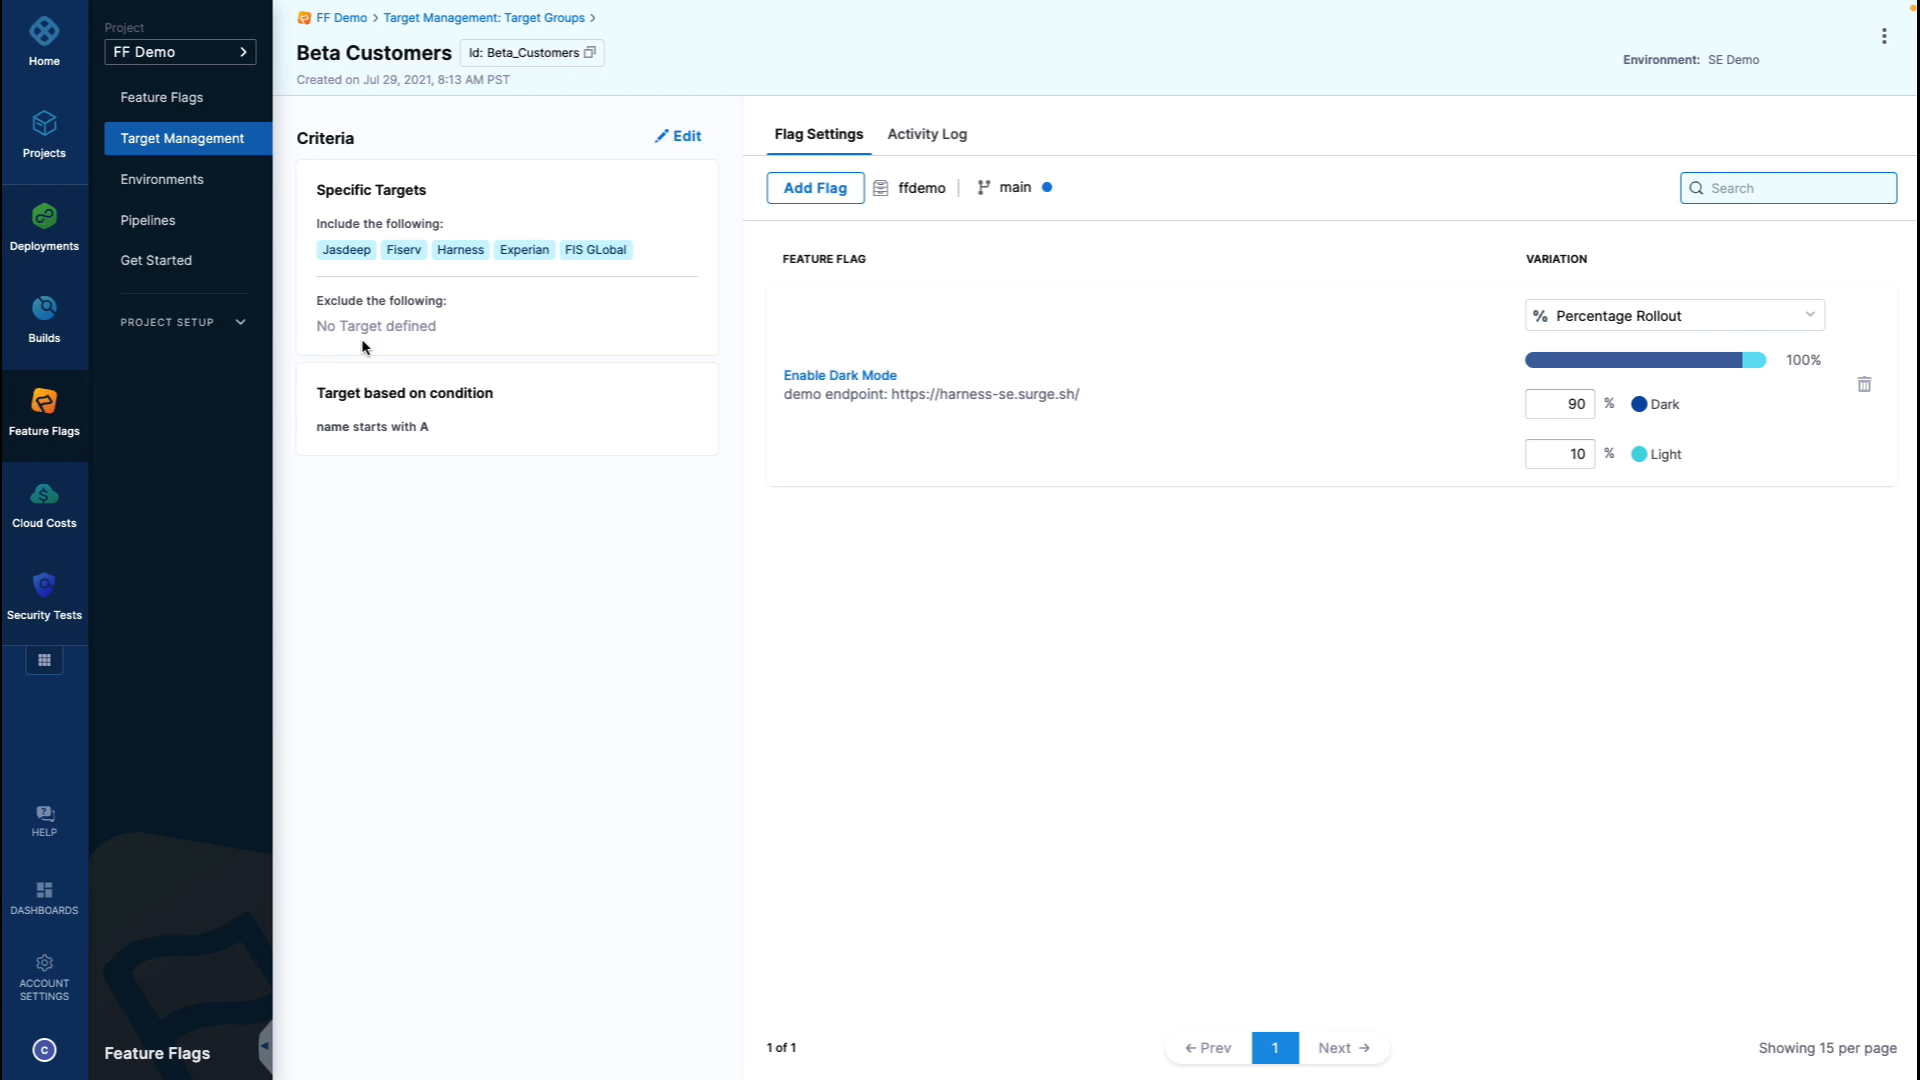 Home
Projects
Deployments
Builds
Feature Flags
Cloud Costs
Security Tests
HELP
DASHBOARDS
ACCOUNT
SETTINGS
C
Project
FF Demo
Feature Flags
Target Management
Environments
Pipelines
Get Started
PROJECT SETUP
Feature Flags
FF Demo > Target Management: Target Groups >
Beta Customers Id: Beta_Customers
Created on Jul 29, 2021, 8:13 AM PST
Environment: SE Demo
Criteria
Edit
Specific Targets
Include the following:
Jasdeep Fiserv Harness Experian FIS GLobal
Exclude the following:
No Target defined
Target based on condition
name starts with A
Flag Settings Activity Log
Add Flag ffdemo | main
Search
FEATURE FLAG VARIATION
Enable Dark Mode
demo endpoint: https://harness-se.surge.sh/
% Percentage Rollout
100%
90 % Dark
10 % Light
1 of 1
← Prev 1 Next →
Showing 15 per page